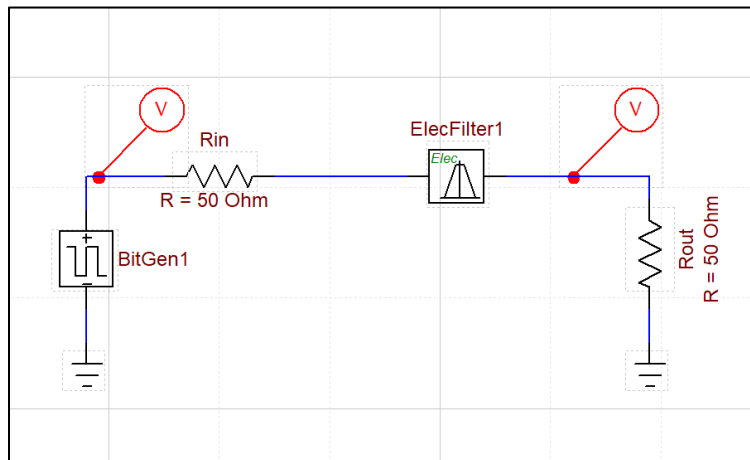 V
V
Rin
R = 50 Ohm
ElecFilter1
Elec
BitGen1
+
-
Rout
R = 50 Ohm